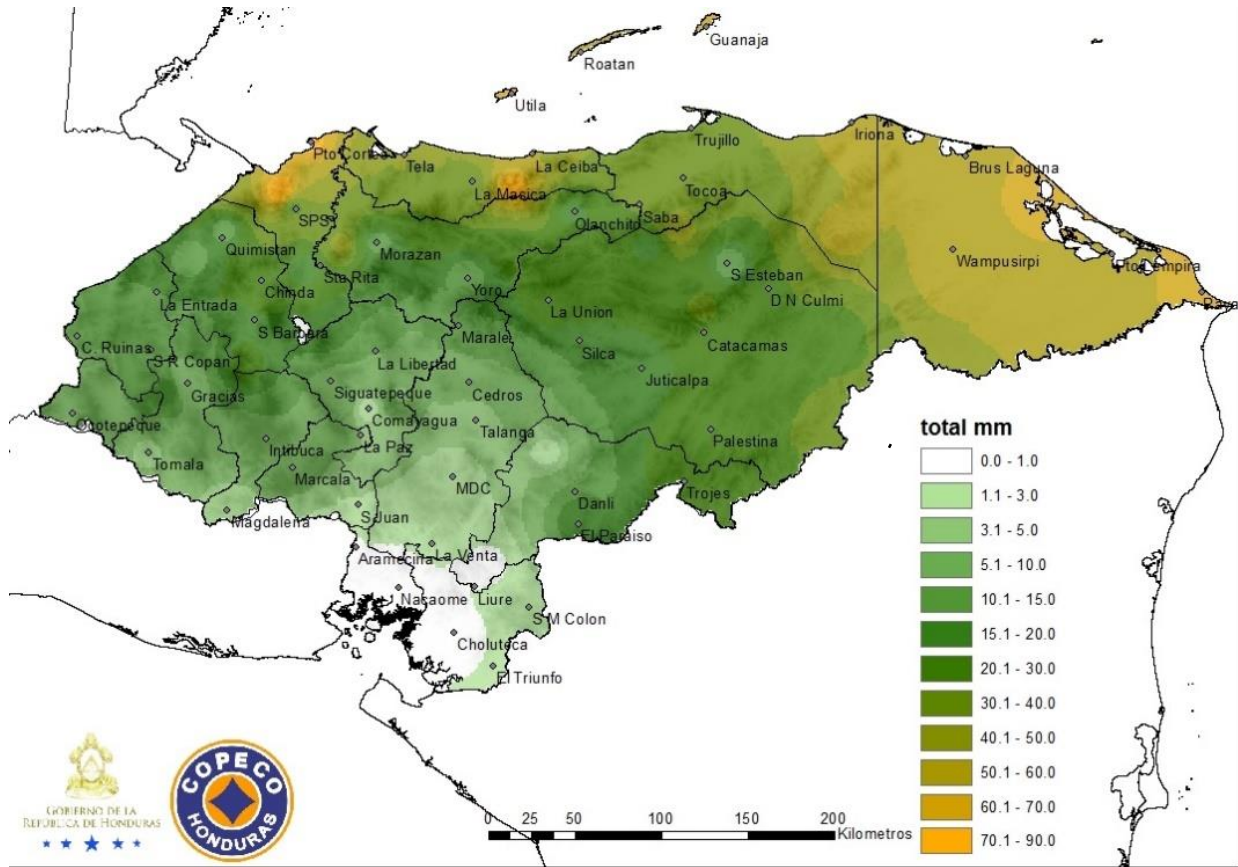 Guanaja
Roatan
Utila
Trujillo
Iriona
Pto Cortes
Tela
La Ceiba
Brus Laguna
La Masica
Tocoa
SPS
Olanchito
Saba
Quimistan
Morazan
Wampusirpi
Sta Rita
S Esteban
Pto Lempira
Chinda
Yoro
D N Culmi
La Entrada
La Union
S Barbara
Marale
C. Ruinas
Catacamas
Silca
S R Copan
La Libertad
Juticalpa
Gracias
Siguatepeque
Cedros
Comayagua
Ocotepeque
Talanga
Palestina
Intibuca
La Paz
Tomala
Marcala
MDC
Trojes
Danli
Magdalena
S Juan
El Paraiso
La Venta
Aramecina
Nacaome
Liure
S M Colon
Choluteca
El Triunfo
total mm
0.0 - 1.0
1.1 - 3.0
3.1 - 5.0
5.1 - 10.0
10.1 - 15.0
15.1 - 20.0
20.1 - 30.0
30.1 - 40.0
40.1 - 50.0
50.1 - 60.0
60.1 - 70.0
70.1 - 90.0
GOBIERNO DE LA
REPÚBLICA DE HONDURAS
COPECO
HONDURAS
0 25 50 100 150 200
Kilometros